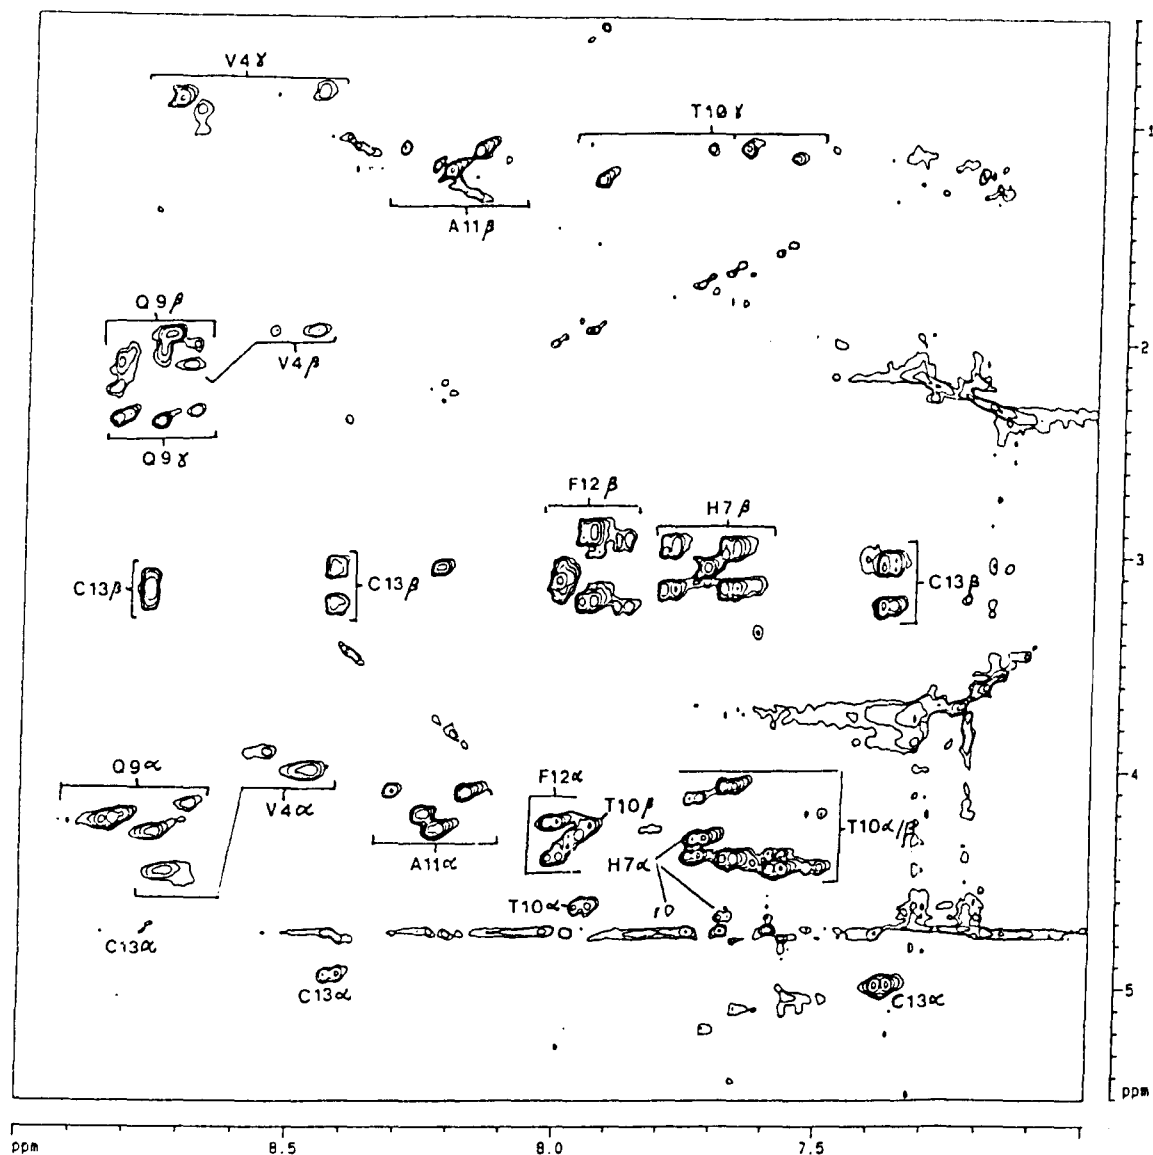 V4γ
T10γ
1
A11β
Q9β
2
V4β
Q9γ
F12β
H7β
3
C13β
C13β
C13β
4
Q9α
F12α
T10β
V4α
T10α/β
A11α
H7α
T10α
C13α
C13α
C13α
5
ppm
ppm
8.5
8.0
7.5